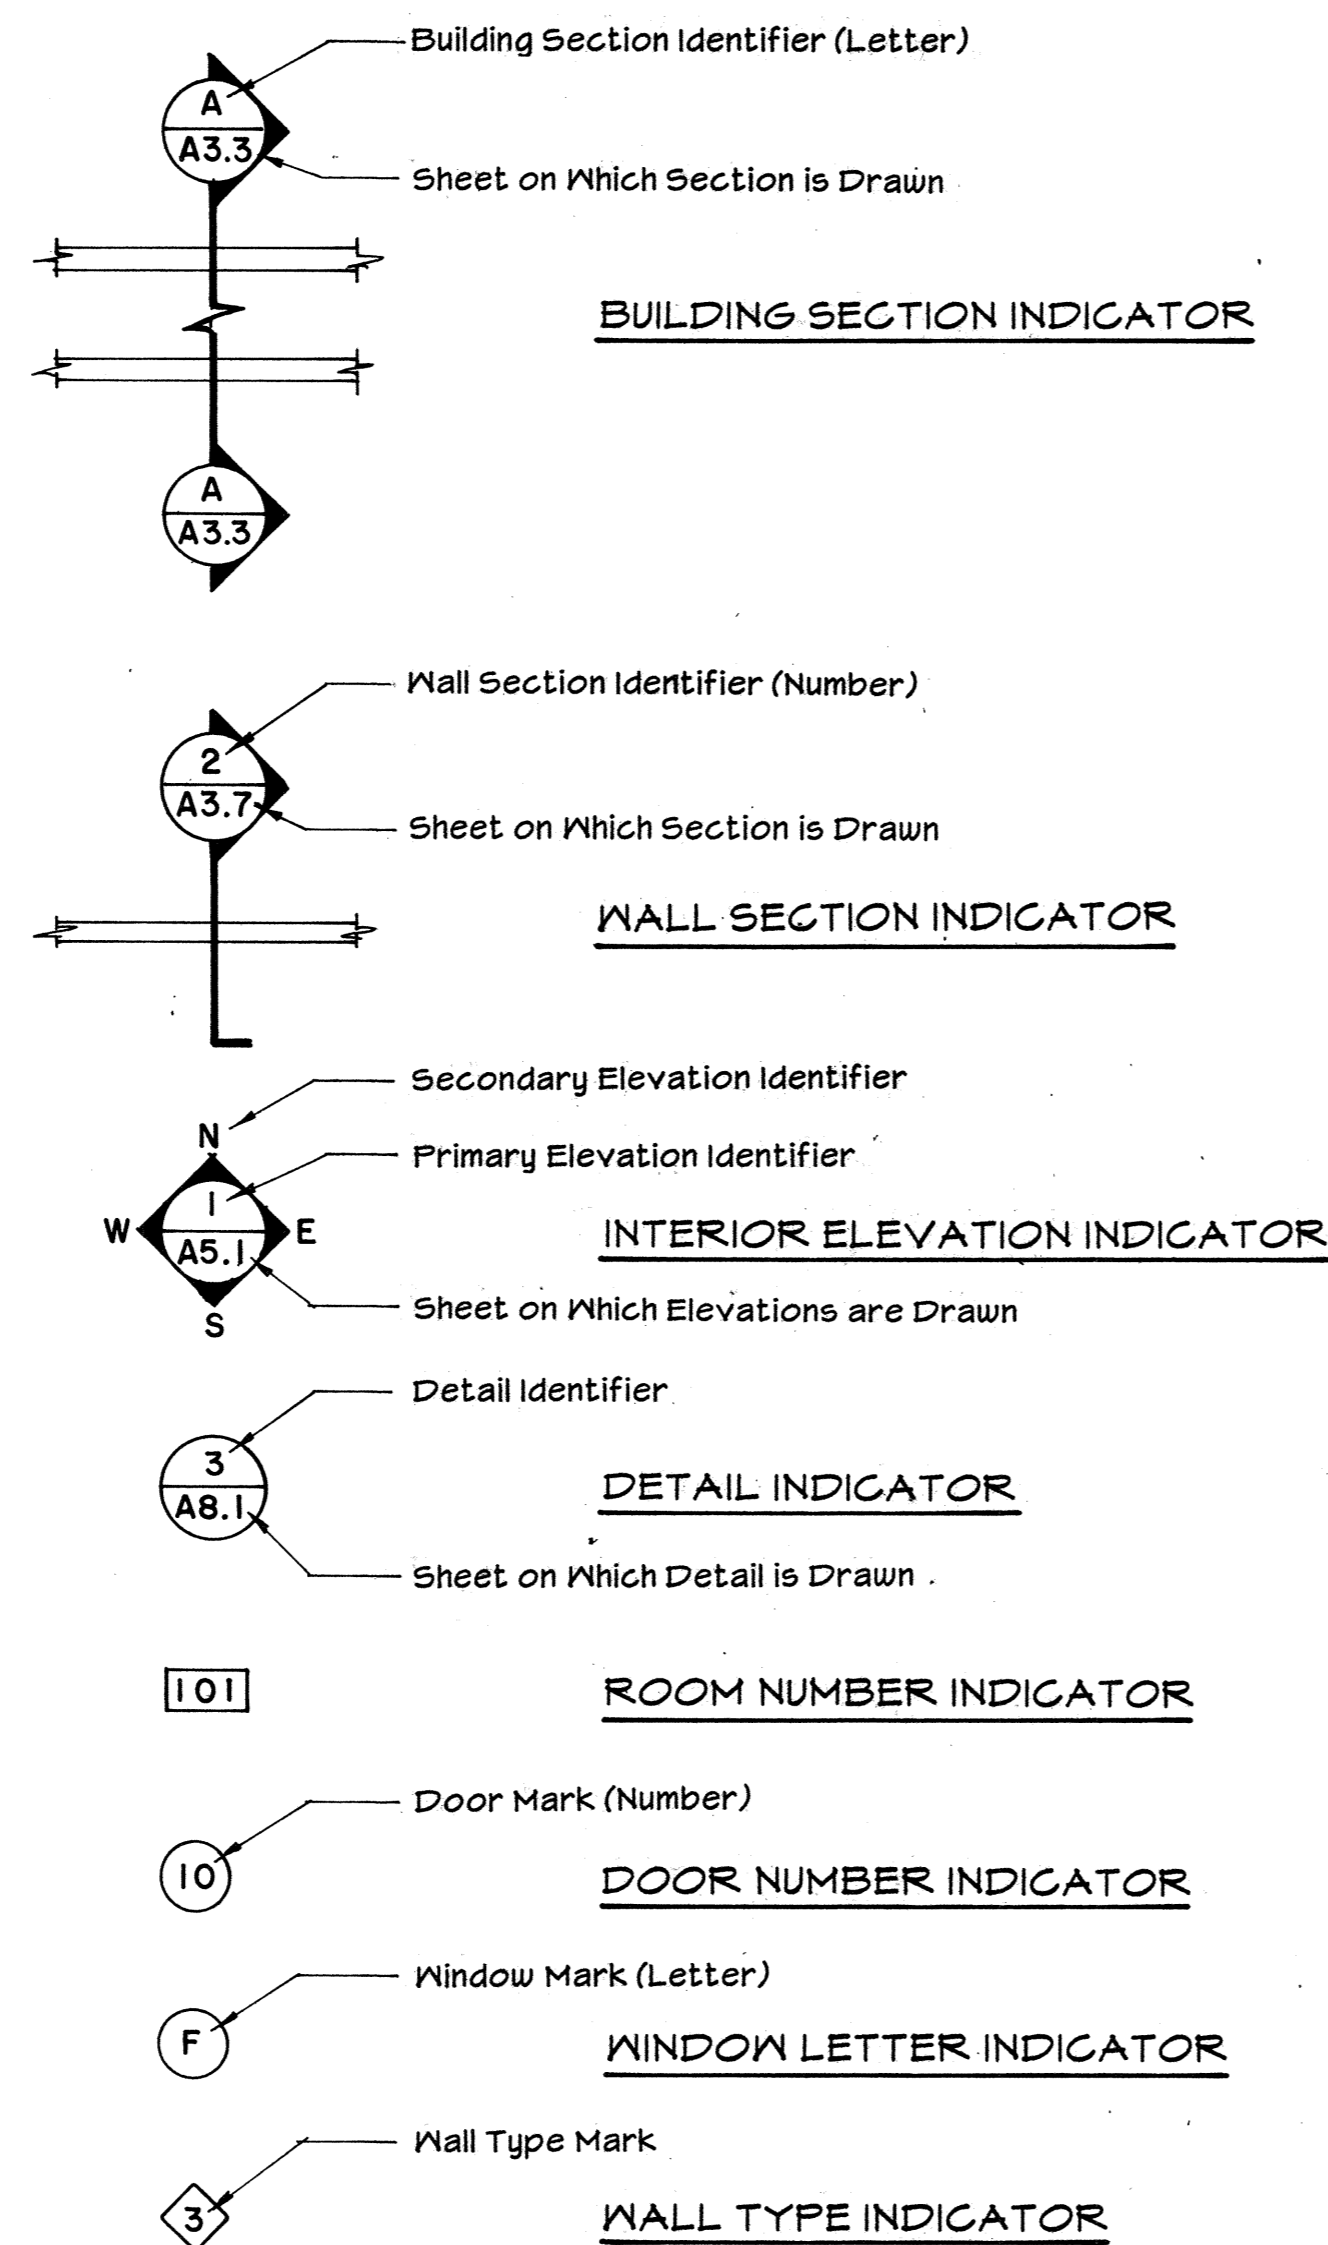 Building Section Identifier (Letter)
A
A3.3
Sheet on Which Section is Drawn
BUILDING SECTION INDICATOR
A
A3.3
Wall Section Identifier (Number)
2
A3.7
Sheet on Which Section is Drawn
WALL SECTION INDICATOR
Secondary Elevation Identifier
N
Primary Elevation Identifier
1
W
E
INTERIOR ELEVATION INDICATOR
A5.1
Sheet on Which Elevations are Drawn
S
Detail Identifier
3
DETAIL INDICATOR
A8.1
Sheet on Which Detail is Drawn
101
ROOM NUMBER INDICATOR
Door Mark (Number)
10
DOOR NUMBER INDICATOR
Window Mark (Letter)
F
WINDOW LETTER INDICATOR
Wall Type Mark
3
WALL TYPE INDICATOR